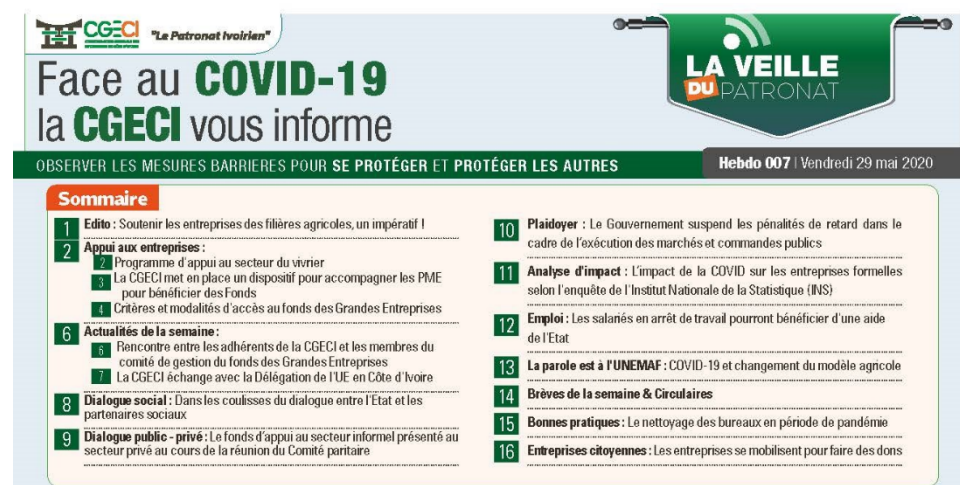 CGECI "Le Patronat Ivoirien"
Face au COVID-19
la CGECI vous informe
LA VEILLE
DU PATRONAT
OBSERVER LES MESURES BARRIERES POUR SE PROTÉGER ET PROTÉGER LES AUTRES
Hebdo 007 | Vendredi 29 mai 2020
Sommaire
1 Edito : Soutenir les entreprises des filières agricoles, un impératif !
2 Appui aux entreprises :
2 Programme d'appui au secteur du vivrier
3 La CGECI met en place un dispositif pour accompagner les PME
pour bénéficier des Fonds
4 Critères et modalités d'accès au fonds des Grandes Entreprises
6 Actualités de la semaine :
6 Rencontre entre les adhérents de la CGECI et les membres du
comité de gestion du fonds des Grandes Entreprises
7 La CGECI échange avec la Délégation de l'UE en Côte d'Ivoire
8 Dialogue social : Dans les coulisses du dialogue entre l'Etat et les
partenaires sociaux
9 Dialogue public - privé : Le fonds d'appui au secteur informel présenté au
secteur privé au cours de la réunion du Comité paritaire
10 Plaidoyer : Le Gouvernement suspend les pénalités de retard dans le
cadre de l'exécution des marchés et commandes publics
11 Analyse d'impact : L'impact de la COVID sur les entreprises formelles
selon l'enquête de l'Institut Nationale de la Statistique {INS}
12 Emploi : Les salariés en arrêt de travail pourront bénéficier d'une aide
de l'Etat
13 La parole est à l'UNEMAF : COVID-19 et changement du modèle agricole
14 Brèves de la semaine & Circulaires
15 Bonnes pratiques : Le nettoyage des bureaux en période de pandémie
16 Entreprises citoyennes : Les entreprises se mobilisent pour faire des dons